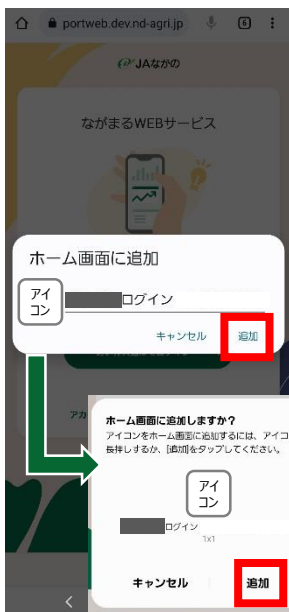 portweb.dev.nd-agri.jp
6
JAながの
ながまるWEBサービス
ホーム画面に追加
アイ
コン
ログイン
キャンセル
追加
アカ
ホーム画面に追加しますか?
アイコンをホーム画面に追加するには、アイコ
長押しするか、[追加]をタップしてください。
アイ
コン
ログイン
1x1
キャンセル
追加